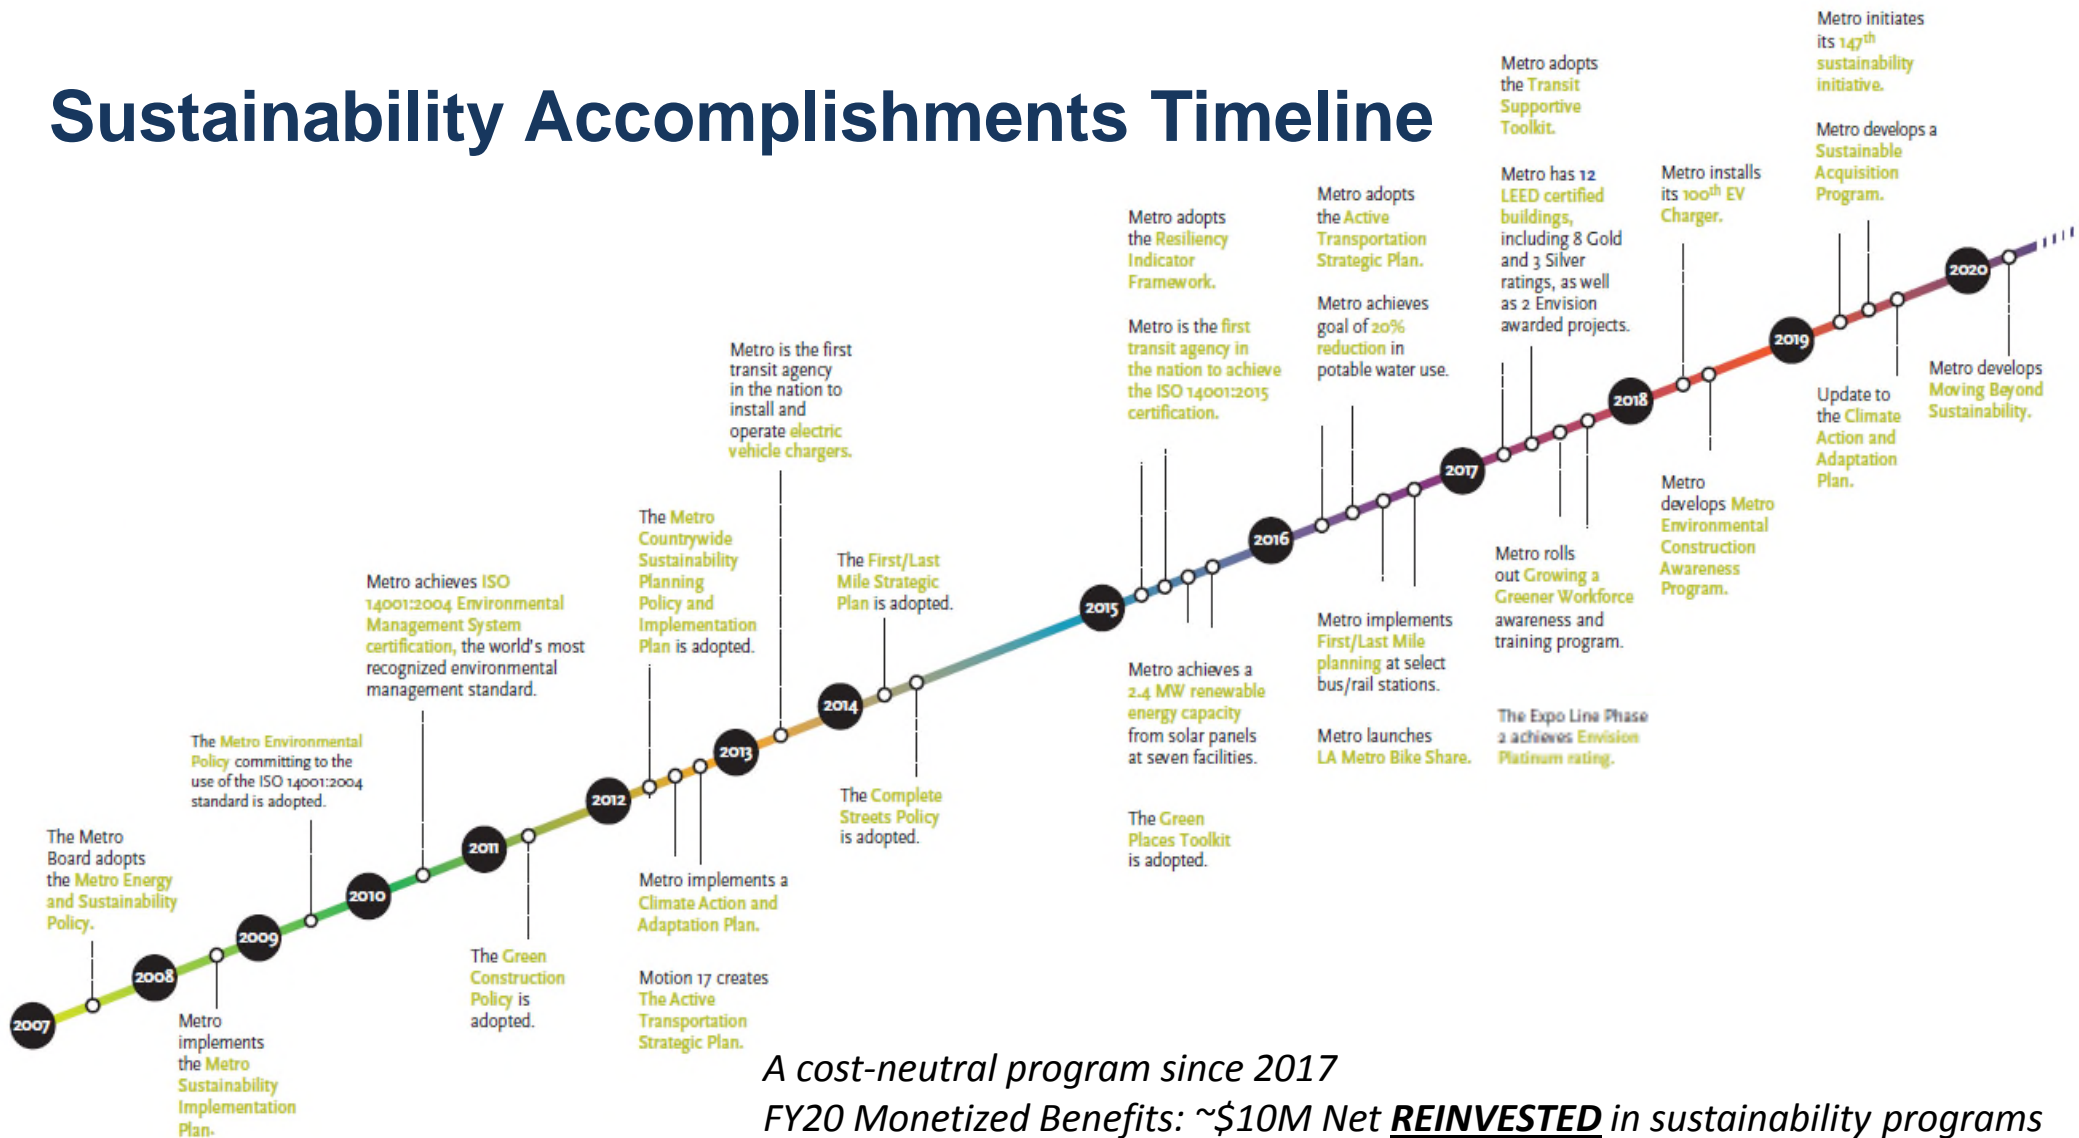 Sustainability Accomplishments Timeline
The Metro
Board adopts
the Metro Energy
and Sustainability
Policy.
Metro
implements
the Metro
Sustainability
Implementation
Plan.
The Metro Environmental
Policy committing to the
use of the ISO 14001:2004
standard is adopted.
Metro achieves ISO
14001:2004 Environmental
Management System
certification, the world's most
recognized environmental
management standard.
The Green
Construction
Policy is
adopted.
The Metro
Countrywide
Sustainability
Planning
Policy and
Implementation
Plan is adopted.
Metro implements a
Climate Action and
Adaptation Plan.
Motion 17 creates
The Active
Transportation
Strategic Plan.
Metro is the first
transit agency
in the nation to
install and
operate electric
vehicle chargers.
The First/Last
Mile Strategic
Plan is adopted.
The Complete
Streets Policy
is adopted.
Metro adopts
the Resiliency
Indicator
Framework.
Metro is the first
transit agency in
the nation to achieve
the ISO 14001:2015
certification.
Metro achieves a
2.4 MW renewable
energy capacity
from solar panels
at seven facilities.
The Green
Places Toolkit
is adopted.
Metro adopts
the Active
Transportation
Strategic Plan.
Metro achieves
goal of 20%
reduction in
potable water use.
Metro implements
First/Last Mile
planning at select
bus/rail stations.
Metro launches
LA Metro Bike Share.
Metro adopts
the Transit
Supportive
Toolkit.
Metro has 12
LEED certified
buildings,
including 8 Gold
and 3 Silver
ratings, as well
as 2 Envision
awarded projects.
Metro rolls
out Growing a
Greener Workforce
awareness and
training program.
The Expo Line Phase
2 achieves Envision
Platinum rating.
Metro installs
its 100th EV
Charger.
Metro
develops Metro
Environmental
Construction
Awareness
Program.
Metro initiates
its 147th
sustainability
initiative.
Metro develops a
Sustainable
Acquisition
Program.
Update to
the Climate
Action and
Adaptation
Plan.
Metro develops
Moving Beyond
Sustainability.
2007
2008
2009
2010
2011
2012
2013
2014
2015
2016
2017
2018
2019
2020
A cost-neutral program since 2017
FY20 Monetized Benefits: ~$10M Net REINVESTED in sustainability programs